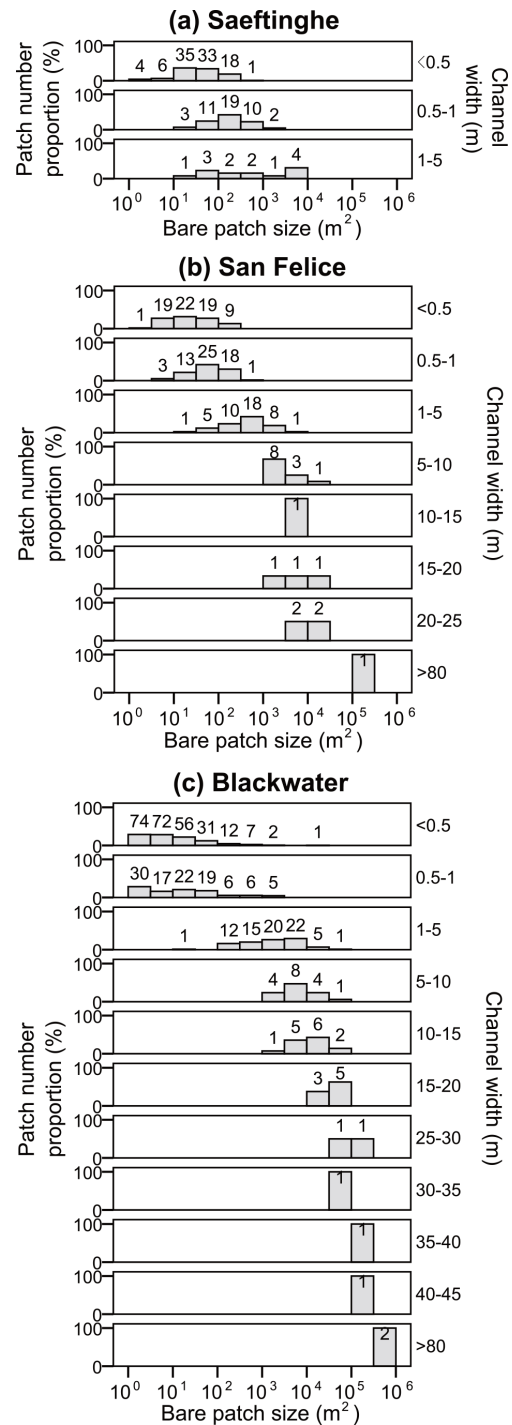 (a) Saeftinghe
Patch number
proportion (%)
Channel
width (m)
100
0
4 6 35 33 18 1
<0.5
100
0
3 11 19 10 2
0.5-1
100
0
1 3 2 2 1 4
1-5
10^0 10^1 10^2 10^3 10^4 10^5 10^6
Bare patch size (m^2)
(b) San Felice
Patch number
proportion (%)
Channel width (m)
100
0
1 19 22 19 9
<0.5
100
0
3 13 25 18 1
0.5-1
100
0
1 5 10 18 8 1
1-5
100
0
8 3 1
5-10
100
0
1
10-15
100
0
1 1 1
15-20
100
0
2 2
20-25
100
0
1
>80
10^0 10^1 10^2 10^3 10^4 10^5 10^6
Bare patch size (m^2)
(c) Blackwater
Patch number
proportion (%)
Channel width (m)
100
0
74 72 56 31 12 7 2 1
<0.5
100
0
30 17 22 19 6 6 5
0.5-1
100
0
1 12 15 20 22 5 1
1-5
100
0
4 8 4 1
5-10
100
0
1 5 6 2
10-15
100
0
3 5
15-20
100
0
1 1
25-30
100
0
1
30-35
100
0
1
35-40
100
0
1
40-45
100
0
2
>80
10^0 10^1 10^2 10^3 10^4 10^5 10^6
Bare patch size (m^2)